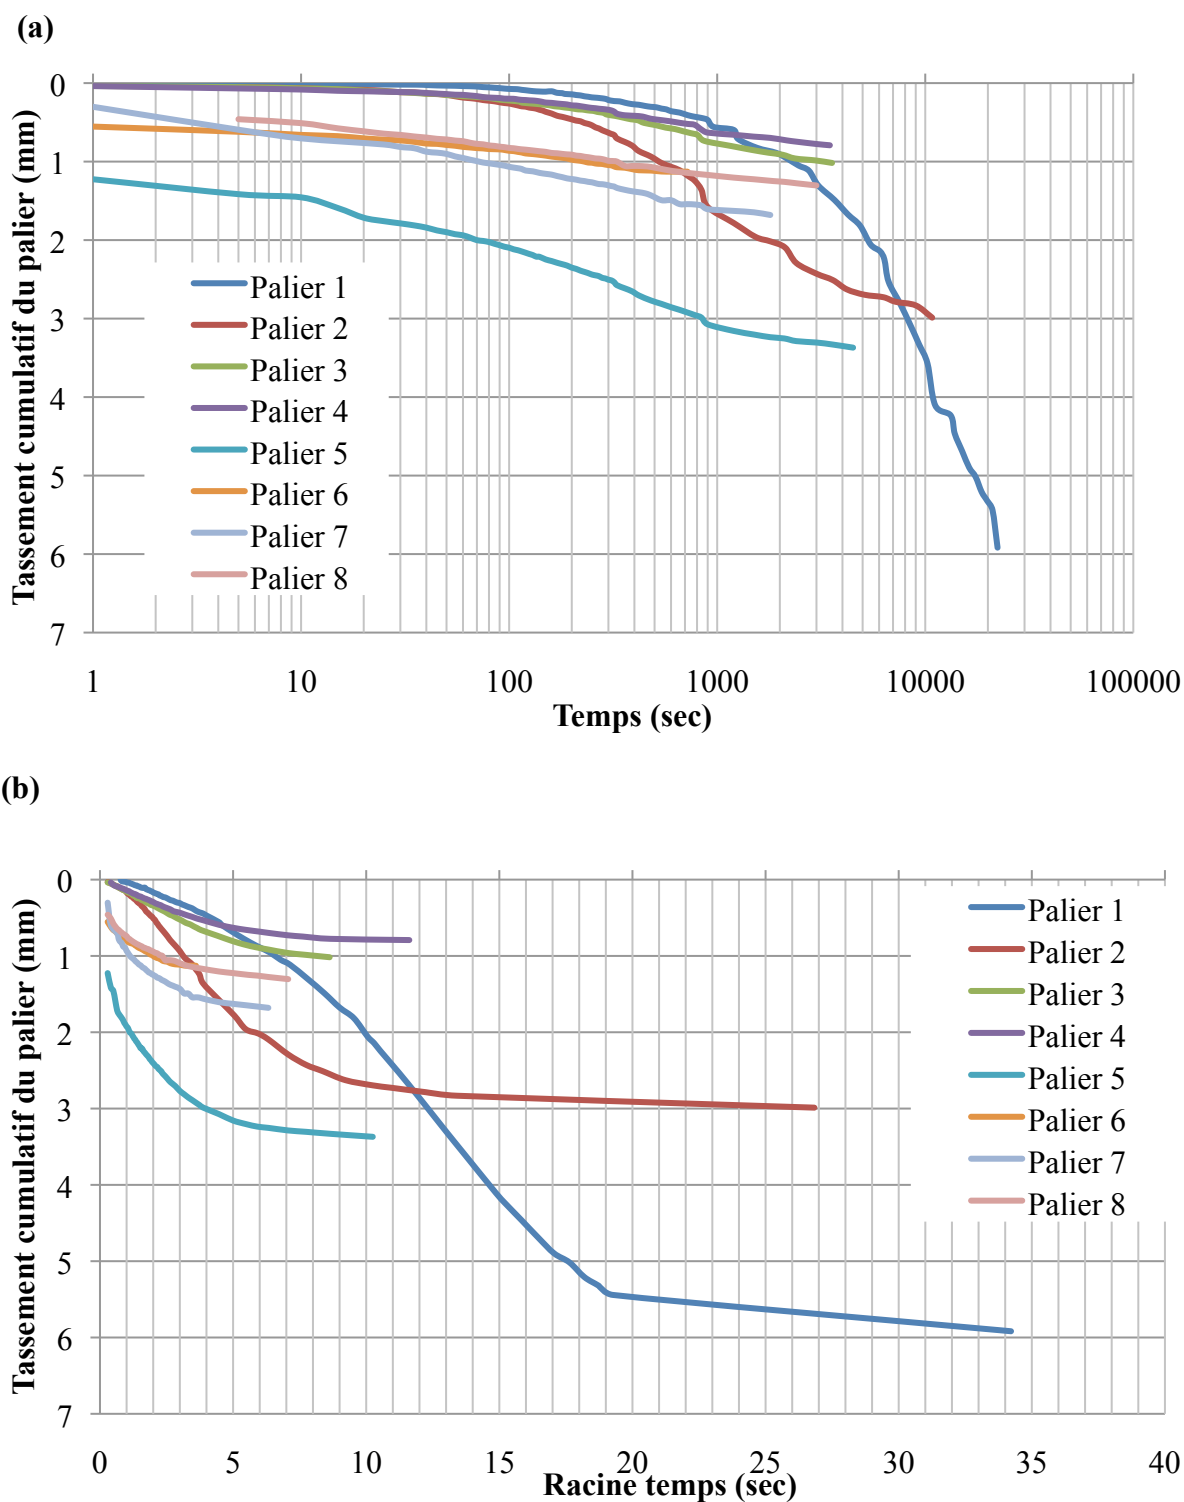 (a)
Tassement cumulatif du palier (mm)
0
1
2
3
4
5
6
7
Palier 1
Palier 2
Palier 3
Palier 4
Palier 5
Palier 6
Palier 7
Palier 8
1 10 100 1000 10000 100000
Temps (sec)
(b)
Tassement cumulatif du palier (mm)
0
1
2
3
4
5
6
7
Palier 1
Palier 2
Palier 3
Palier 4
Palier 5
Palier 6
Palier 7
Palier 8
0 5 10 15 20 25 30 35 40
Racine temps (sec)